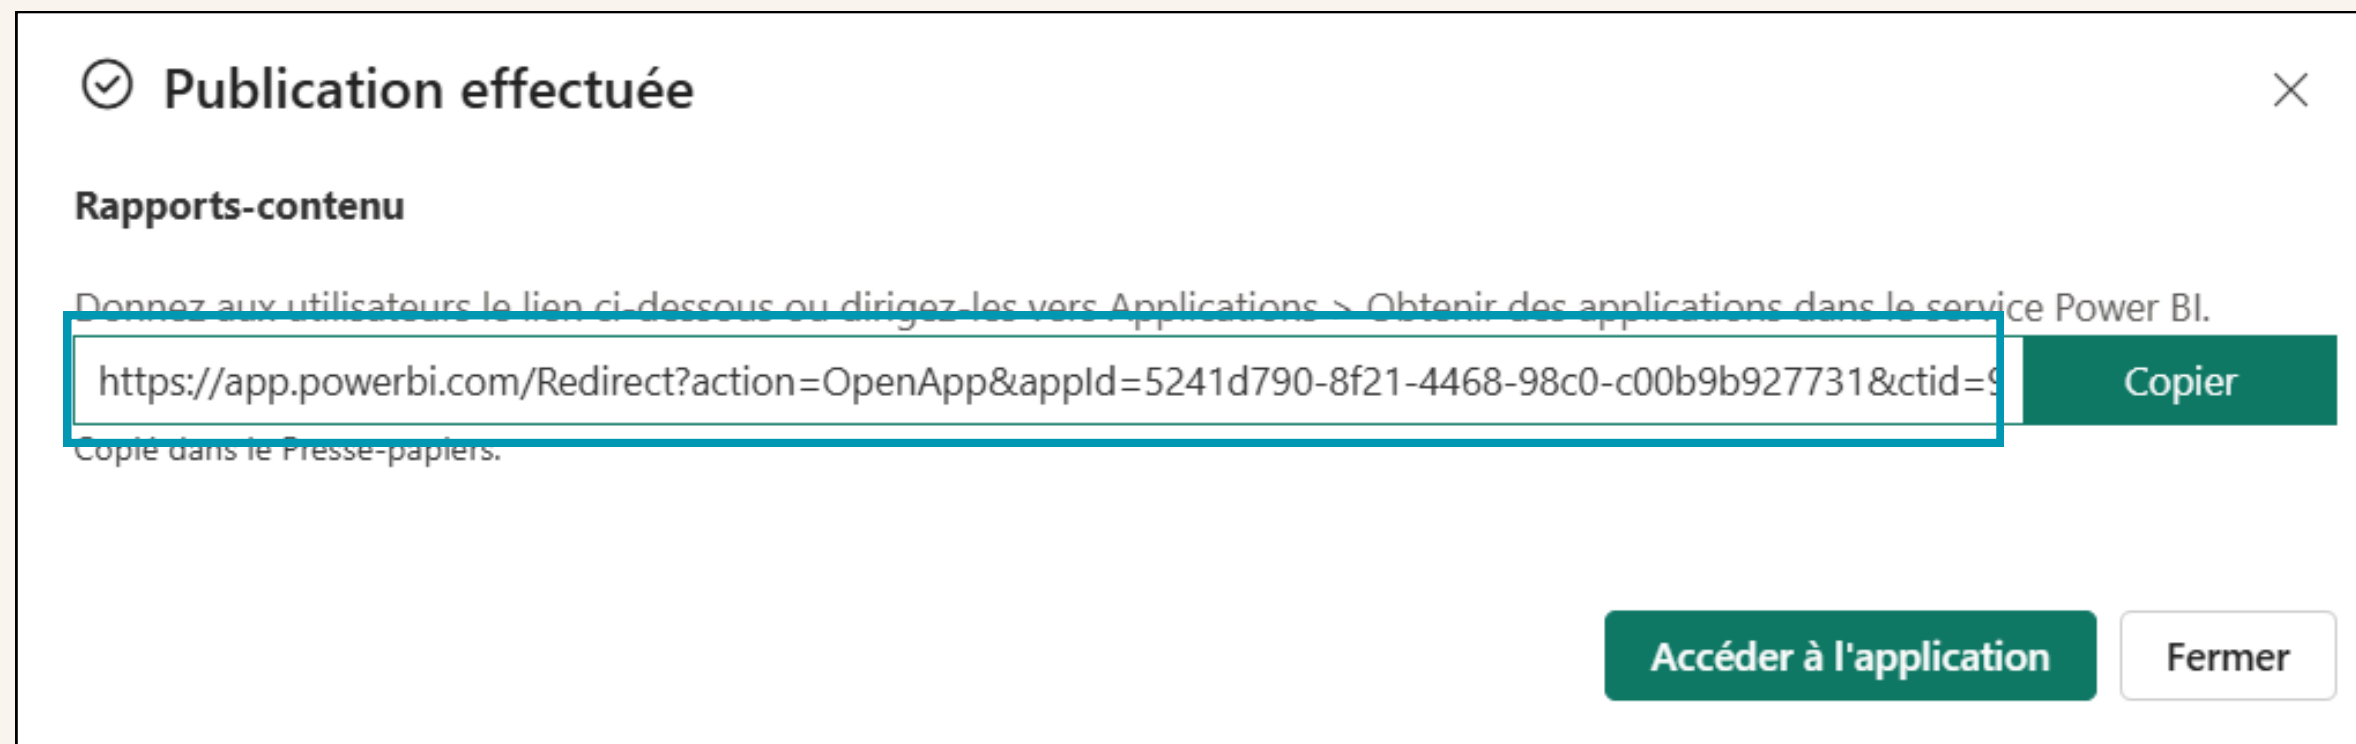 Publication effectuée
Rapports-contenu
Donnez aux utilisateurs le lien ci-dessous ou dirigez-les vers Applications > Obtenir des applications dans le service Power BI.
https://app.powerbi.com/Redirect?action=OpenApp&appId=5241d790-8f21-4468-98c0-c00b9b927731&ctid=9
Copier
Copié dans le Presse-papiers.
Accéder à l'application
Fermer